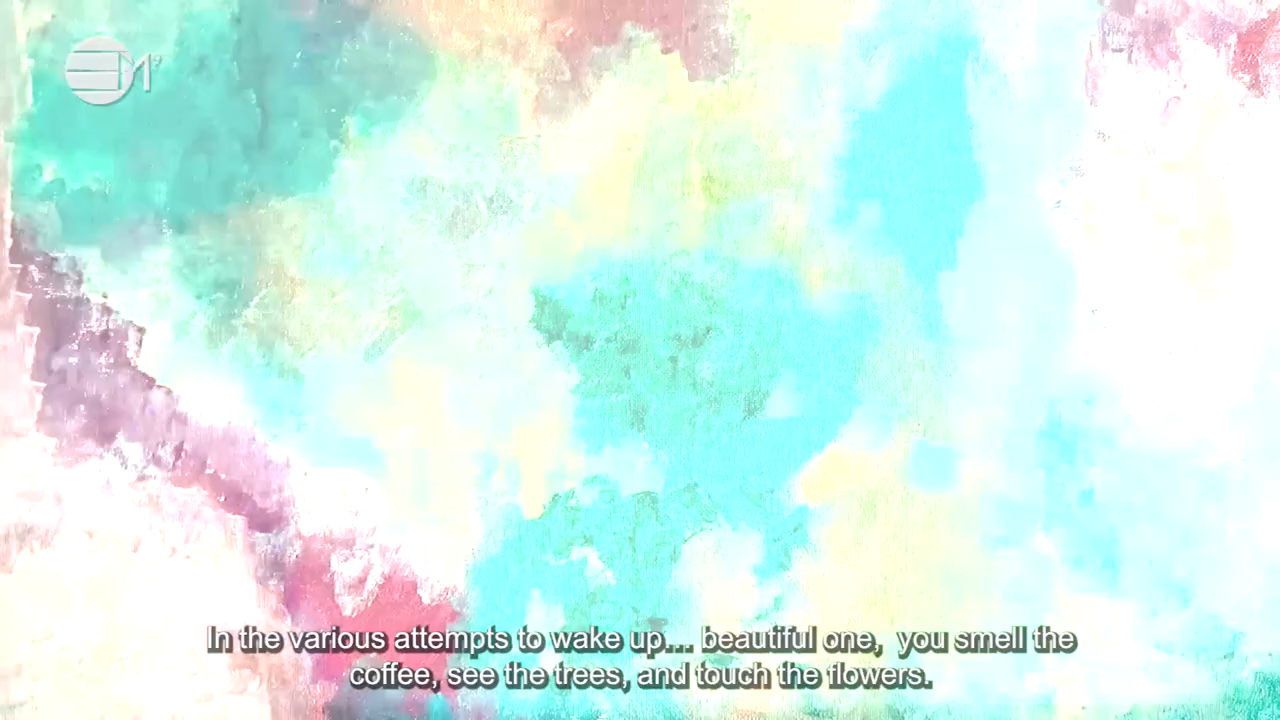 In the various attempts to wake up... beautiful one,  you smell the
coffee, see the trees, and touch the flowers.